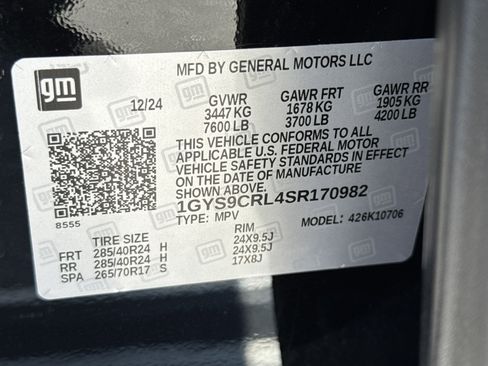 MFD BY GENERAL MOTORS LLC
gm
12/24 GVWR GAWR FRT GAWR RR
3447 KG 1678 KG 1905 KG
7600 LB 3700 LB 4200 LB
THIS VEHICLE CONFORMS TO ALL
APPLICABLE U.S. FEDERAL MOTOR
VEHICLE SAFETY STANDARDS IN EFFECT
ON THE DATE OF MANUFACTURE
SHOWN ABOVE.
1GYS9CRL4SR170982
8555 TYPE: MPV MODEL: 426K10706
TIRE SIZE RIM
FRT 285/40R24 H 24X9.5J
RR 285/40R24 H 24X9.5J
SPA 265/70R17 S 17X8J